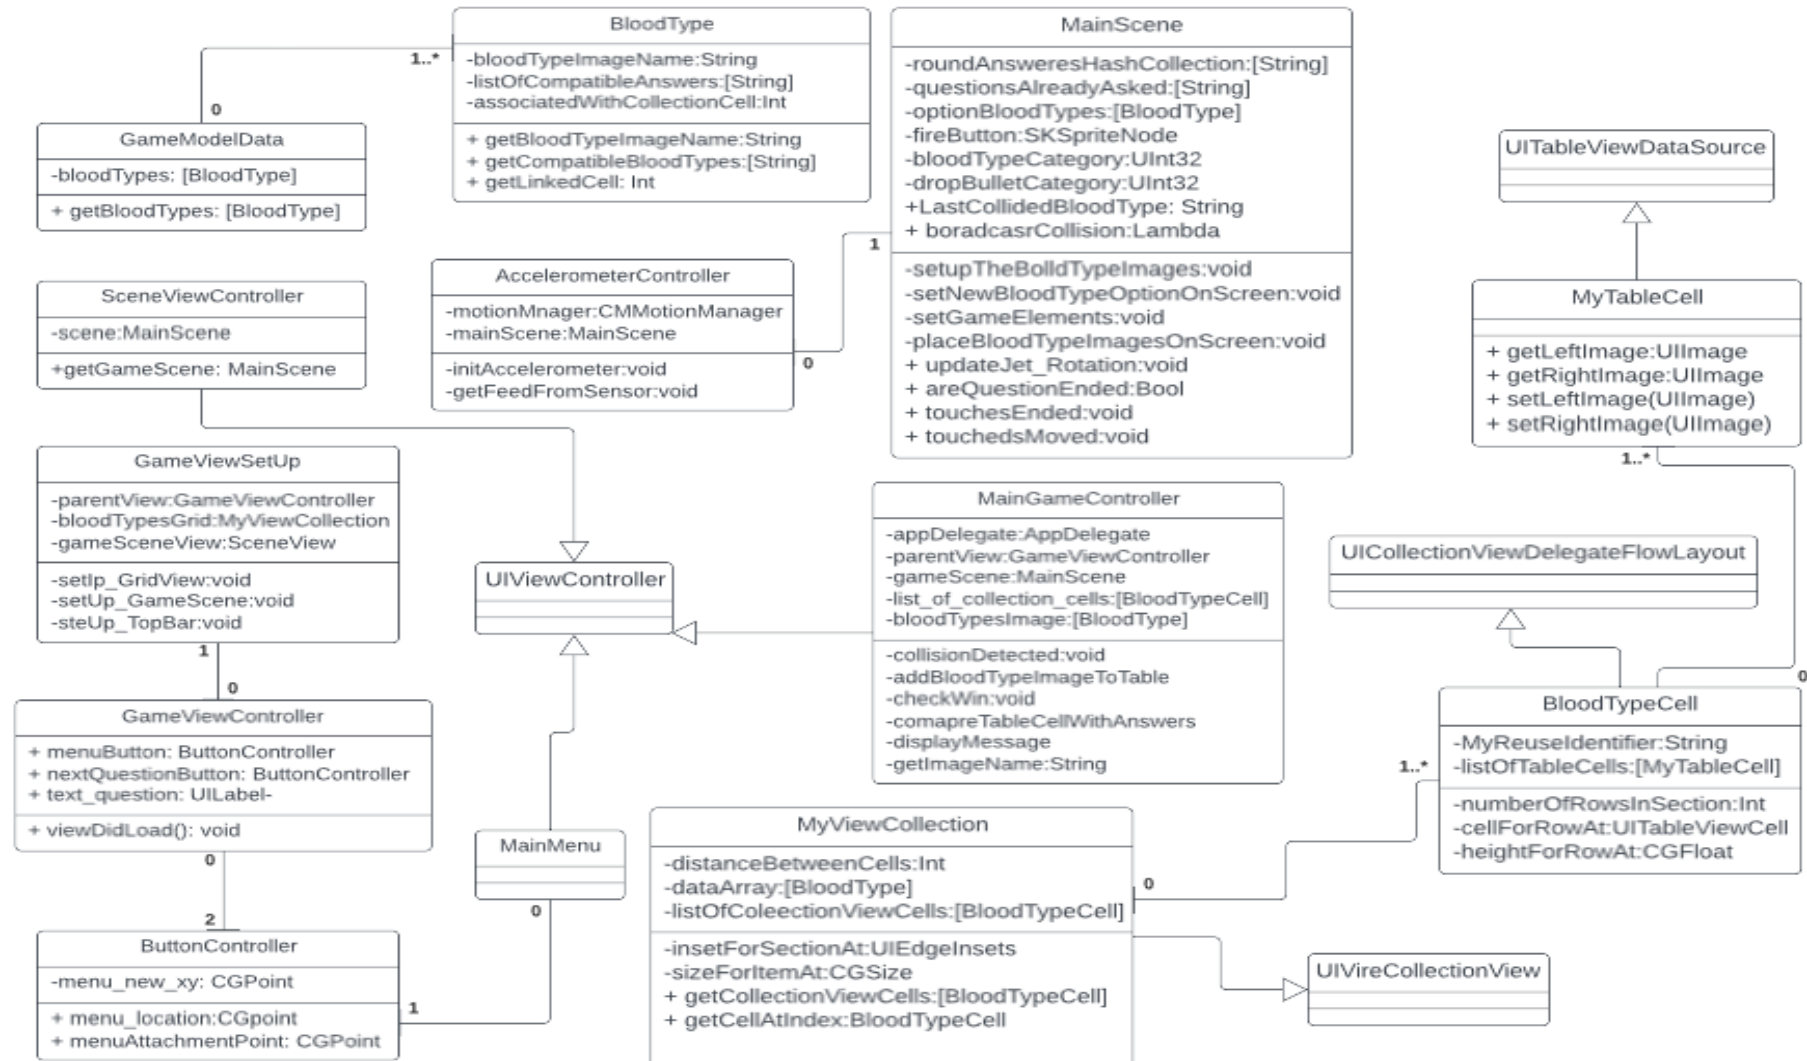 BloodType
-bloodTypeImageName:String
-listOfCompatibleAnswers:[String]
-associatedWithCollectionCell:Int
+ getBloodTypeImageName:String
+ getCompatibleBloodTypes:[String]
+ getLinkedCell: Int
1..*
0
GameModelData
-bloodTypes: [BloodType]
+ getBloodTypes: [BloodType]
MainScene
-roundAnsweresHashCollection:[String]
-questionsAlreadyAsked:[String]
-optionBloodTypes:[BloodType]
-fireButton:SKSpriteNode
-bloodTypeCategory:UInt32
-dropBulletCategory:UInt32
+LastCollidedBloodType: String
+ boradcasrCollision:Lambda
-setupTheBolldTypeImages:void
-setNewBloodTypeOptionOnScreen:void
-setGameElements:void
-placeBloodTypeImagesOnScreen:void
+ updateJet_Rotation:void
+ areQuestionEnded:Bool
+ touchesEnded:void
+ touchedsMoved:void
1
0
AccelerometerController
-motionMnager:CMMotionManager
-mainScene:MainScene
-initAccelerometer:void
-getFeedFromSensor:void
SceneViewController
-scene:MainScene
+getGameScene: MainScene
UITableViewDataSource
MyTableCell
+ getLeftImage:UIImage
+ getRightImage:UIImage
+ setLeftImage(UIImage)
+ setRightImage(UIImage)
1..*
0
GameViewSetUp
-parentView:GameViewController
-bloodTypesGrid:MyViewCollection
-gameSceneView:SceneView
-setIp_GridView:void
-setUp_GameScene:void
-steUp_TopBar:void
1
0
UIViewController
MainGameController
-appDelegate:AppDelegate
-parentView:GameViewController
-gameScene:MainScene
-list_of_collection_cells:[BloodTypeCell]
-bloodTypesImage:[BloodType]
-collisionDetected:void
-addBloodTypeImageToTable
-checkWin:void
-comapreTableCellWithAnswers
-displayMessage
-getImageName:String
UICollectionViewDelegateFlowLayout
BloodTypeCell
-MyReuseIdentifier:String
-listOfTableCells:[MyTableCell]
-numberOfRowsInSection:Int
-cellForRowAt:UITableViewCell
-heightForRowAt:CGFloat
1..*
0
GameViewController
+ menuButton: ButtonController
+ nextQuestionButton: ButtonController
+ text_question: UILabel-
+ viewDidLoad(): void
0
2
MainMenu
0
1
ButtonController
-menu_new_xy: CGPoint
+ menu_location:CGpoint
+ menuAttachmentPoint: CGPoint
MyViewCollection
-distanceBetweenCells:Int
-dataArray:[BloodType]
-listOfColeectionViewCells:[BloodTypeCell]
-insetForSectionAt:UIEdgeInsets
-sizeForItemAt:CGSize
+ getCollectionViewCells:[BloodTypeCell]
+ getCellAtIndex:BloodTypeCell
UIVireCollectionView